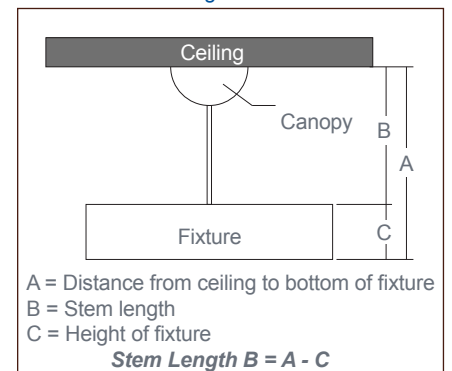 Ceiling
Canopy
B
A
Fixture
C
A = Distance from ceiling to bottom of fixture
B = Stem length
C = Height of fixture
Stem Length B = A - C